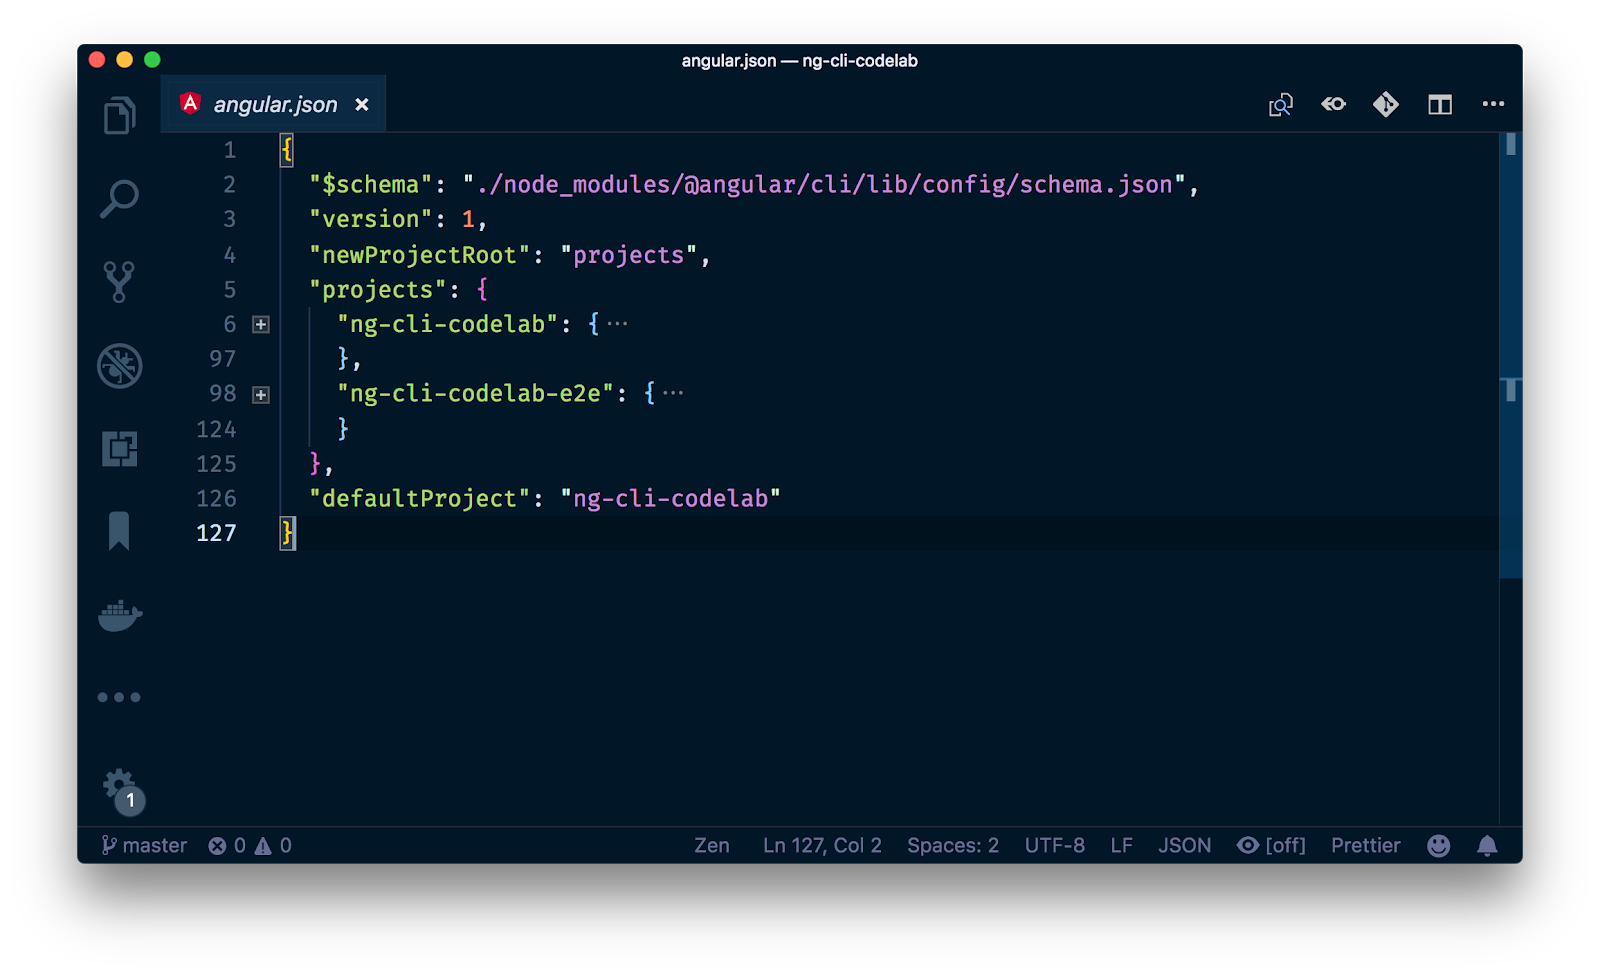 angular.json — ng-cli-codelab
angular.json ×
1 {
2 "$schema": "./node_modules/@angular/cli/lib/config/schema.json",
3 "version": 1,
4 "newProjectRoot": "projects",
5 "projects": {
6 "ng-cli-codelab": { ···
97 },
98 "ng-cli-codelab-e2e": { ···
124 }
125 },
126 "defaultProject": "ng-cli-codelab"
127 }
1
master 0 0 Zen Ln 127, Col 2 Spaces: 2 UTF-8 LF JSON [off] Prettier